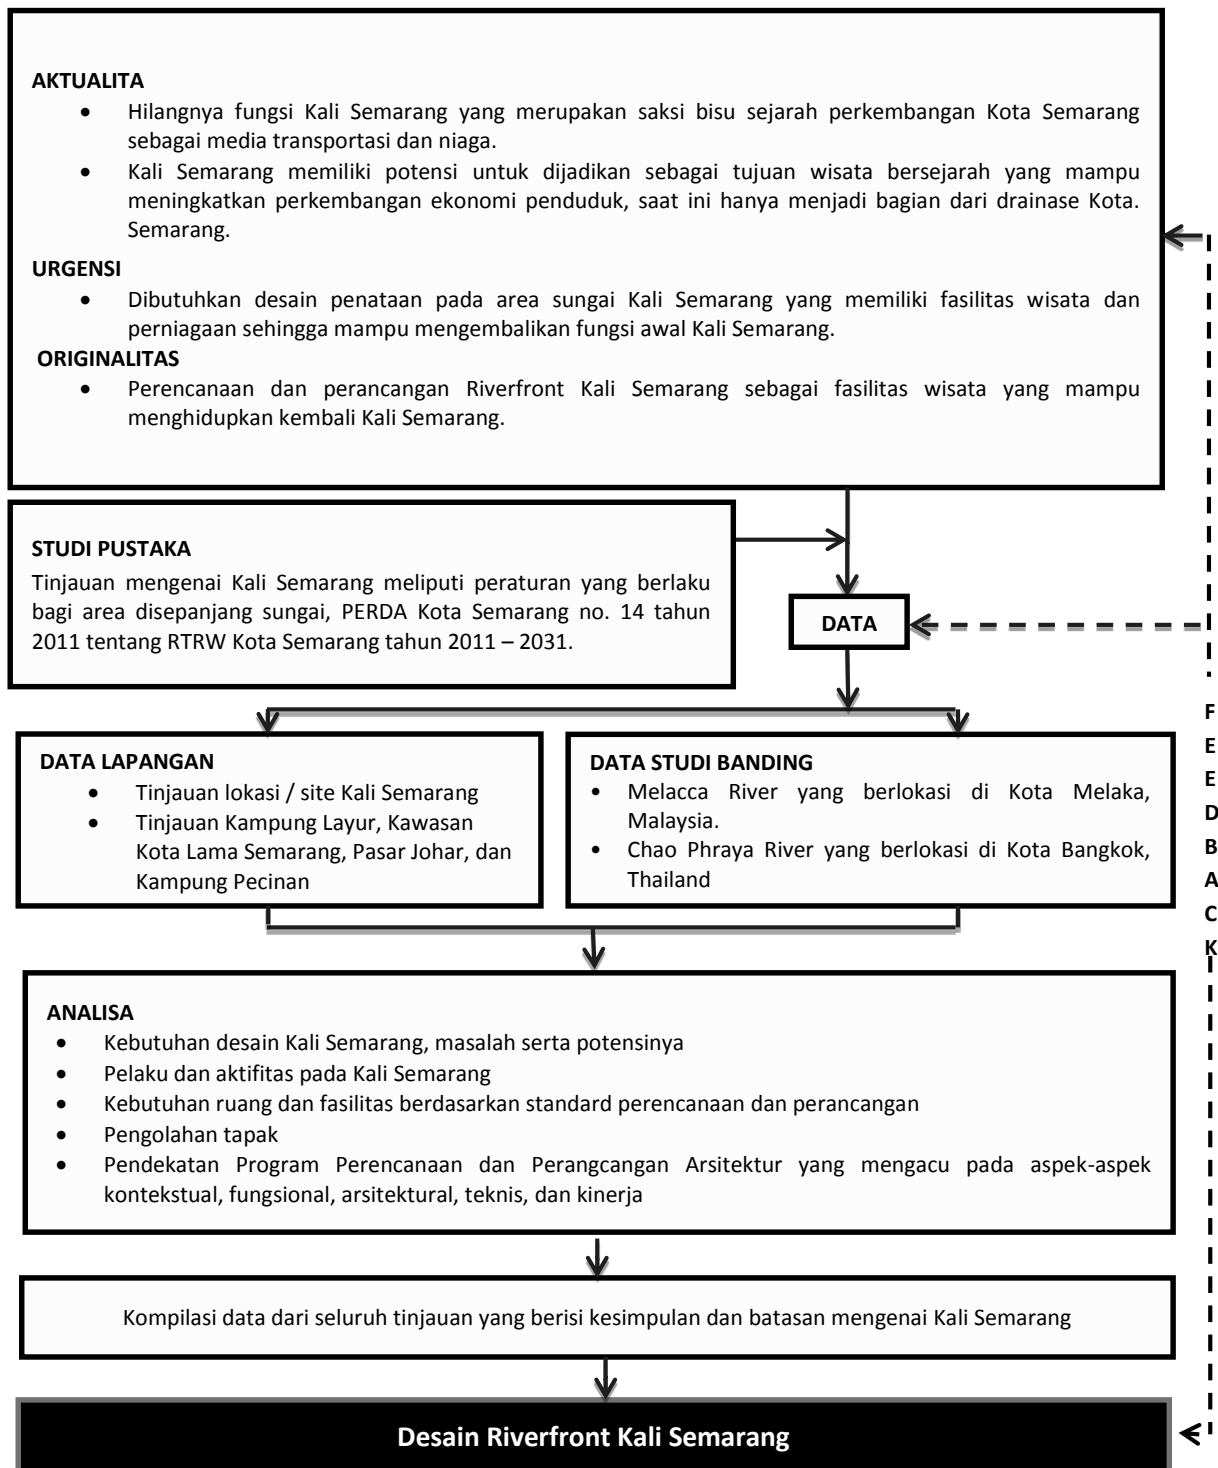 AKTUALITA
• Hilangnya fungsi Kali Semarang yang merupakan saksi bisu sejarah perkembangan Kota Semarang
sebagai media transportasi dan niaga.
• Kali Semarang memiliki potensi untuk dijadikan sebagai tujuan wisata bersejarah yang mampu
meningkatkan perkembangan ekonomi penduduk, saat ini hanya menjadi bagian dari drainase Kota.
Semarang.
URGENSI
• Dibutuhkan desain penataan pada area sungai Kali Semarang yang memiliki fasilitas wisata dan
perniagaan sehingga mampu mengembalikan fungsi awal Kali Semarang.
ORIGINALITAS
• Perencanaan dan perancangan Riverfront Kali Semarang sebagai fasilitas wisata yang mampu
menghidupkan kembali Kali Semarang.
STUDI PUSTAKA
Tinjauan mengenai Kali Semarang meliputi peraturan yang berlaku
bagi area disepanjang sungai, PERDA Kota Semarang no. 14 tahun
2011 tentang RTRW Kota Semarang tahun 2011 – 2031.
DATA
DATA LAPANGAN
• Tinjauan lokasi / site Kali Semarang
• Tinjauan Kampung Layur, Kawasan
Kota Lama Semarang, Pasar Johar, dan
Kampung Pecinan
DATA STUDI BANDING
• Melacca River yang berlokasi di Kota Melaka,
Malaysia.
• Chao Phraya River yang berlokasi di Kota Bangkok,
Thailand
F
E
E
D
B
A
C
K
ANALISA
• Kebutuhan desain Kali Semarang, masalah serta potensinya
• Pelaku dan aktifitas pada Kali Semarang
• Kebutuhan ruang dan fasilitas berdasarkan standard perencanaan dan perancangan
• Pengolahan tapak
• Pendekatan Program Perencanaan dan Perangcangan Arsitektur yang mengacu pada aspek-aspek
kontekstual, fungsional, arsitektural, teknis, dan kinerja
Kompilasi data dari seluruh tinjauan yang berisi kesimpulan dan batasan mengenai Kali Semarang
Desain Riverfront Kali Semarang